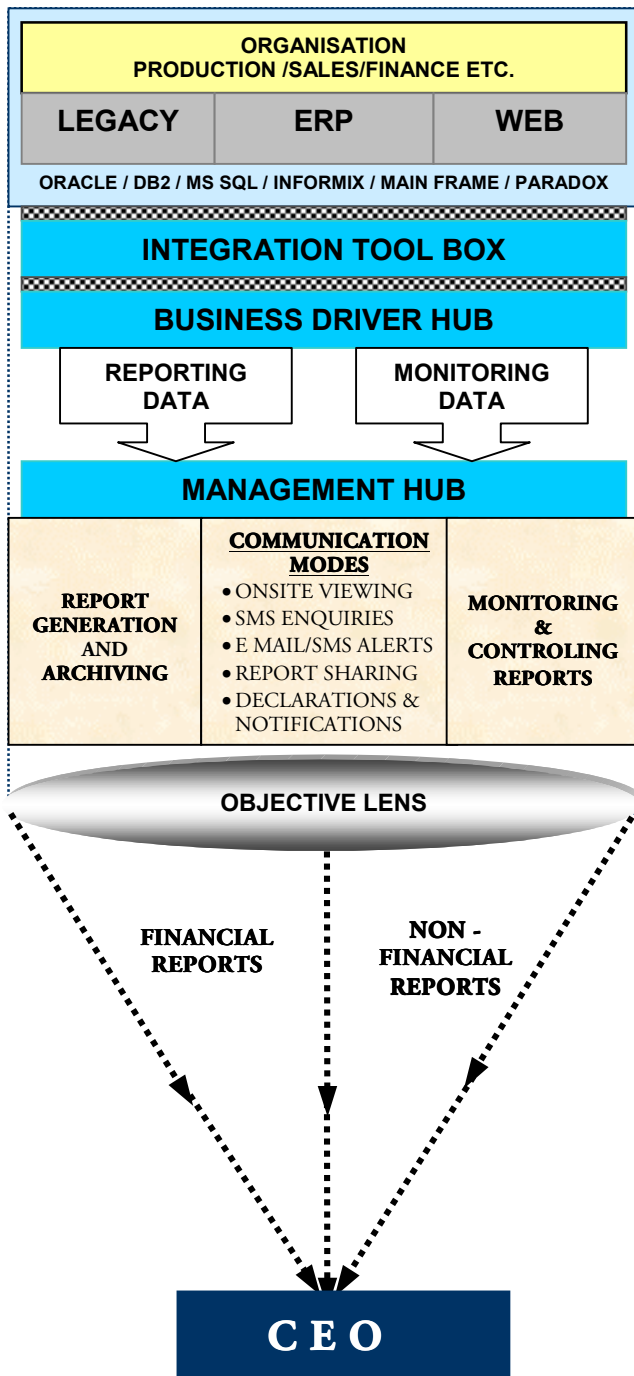 ORGANISATION
PRODUCTION /SALES/FINANCE ETC.
LEGACY
ERP
WEB
ORACLE / DB2 / MS SQL / INFORMIX / MAIN FRAME / PARADOX
INTEGRATION TOOL BOX
BUSINESS DRIVER HUB
REPORTING
DATA
MONITORING
DATA
MANAGEMENT HUB
REPORT
GENERATION
AND
ARCHIVING
COMMUNICATION
MODES
• ONSITE VIEWING
• SMS ENQUIRIES
• E MAIL/SMS ALERTS
• REPORT SHARING
• DECLARATIONS &
NOTIFICATIONS
MONITORING
&
CONTROLING
REPORTS
OBJECTIVE LENS
FINANCIAL
REPORTS
NON -
FINANCIAL
REPORTS
C E O